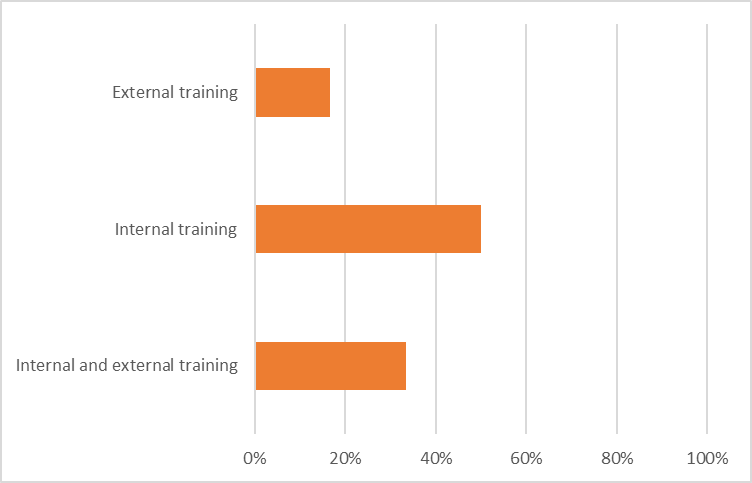 External training
Internal training
Internal and external training
0% 20% 40% 60% 80% 100%